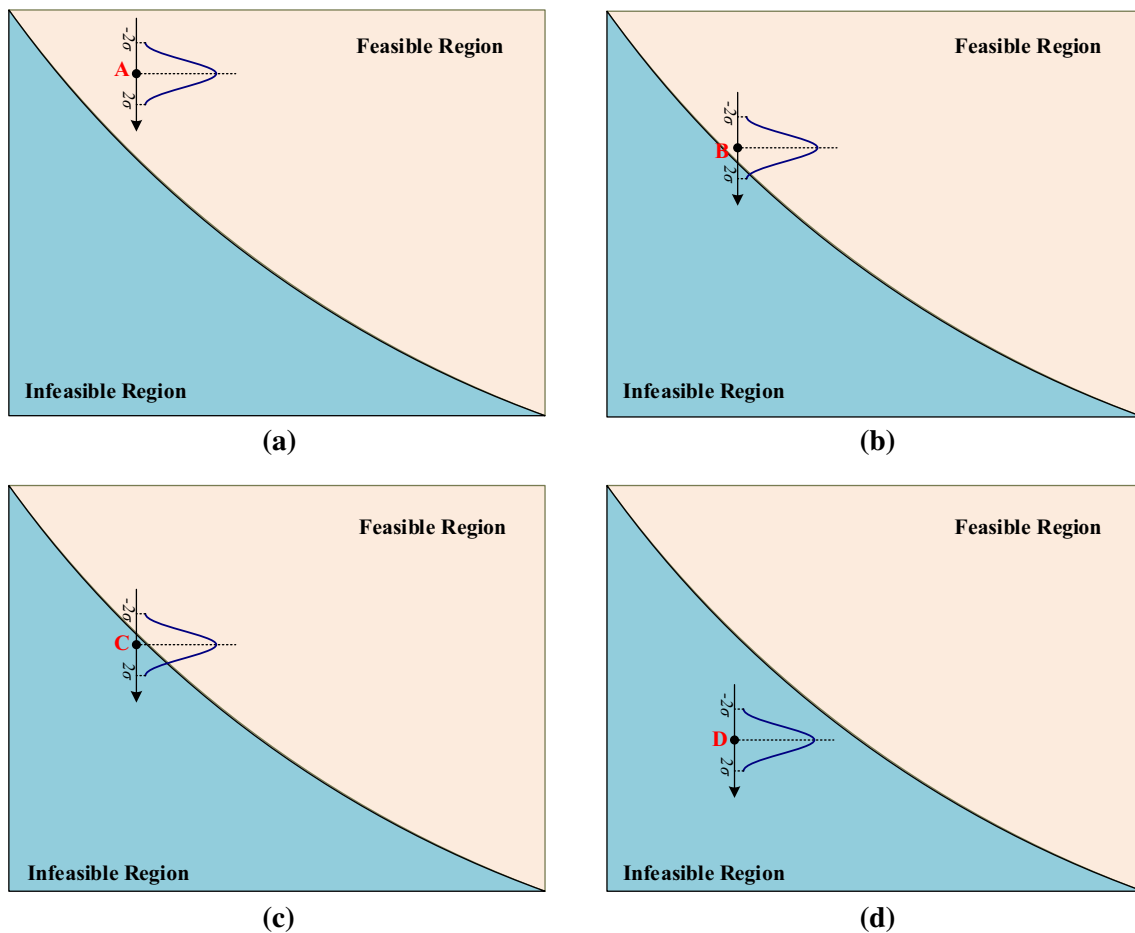 -2σ
Feasible Region
A
2σ
Infeasible Region
(a)
Feasible Region
-2σ
B
2σ
Infeasible Region
(b)
Feasible Region
-2σ
C
2σ
Infeasible Region
(c)
Feasible Region
-2σ
D
2σ
Infeasible Region
(d)